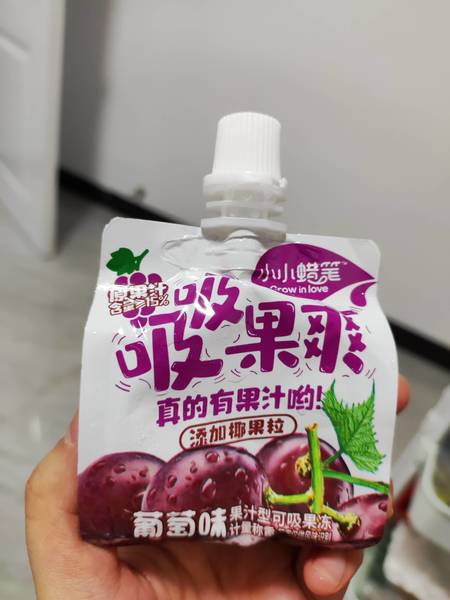 小小蜡笔
Grow in love
原果汁
含量≥15%
吸吸果爽
真的有果汁哟!
添加椰果粒
葡萄味
果汁型可吸果冻
计量称重